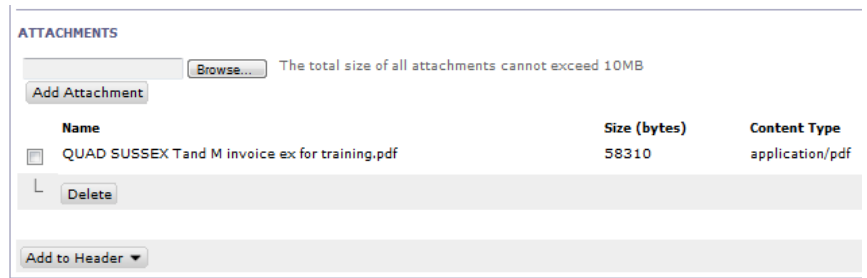 ATTACHMENTS
Browse... The total size of all attachments cannot exceed 10MB
Add Attachment
Name Size (bytes) Content Type
QUAD SUSSEX Tand M invoice ex for training.pdf 58310 application/pdf
Delete
Add to Header